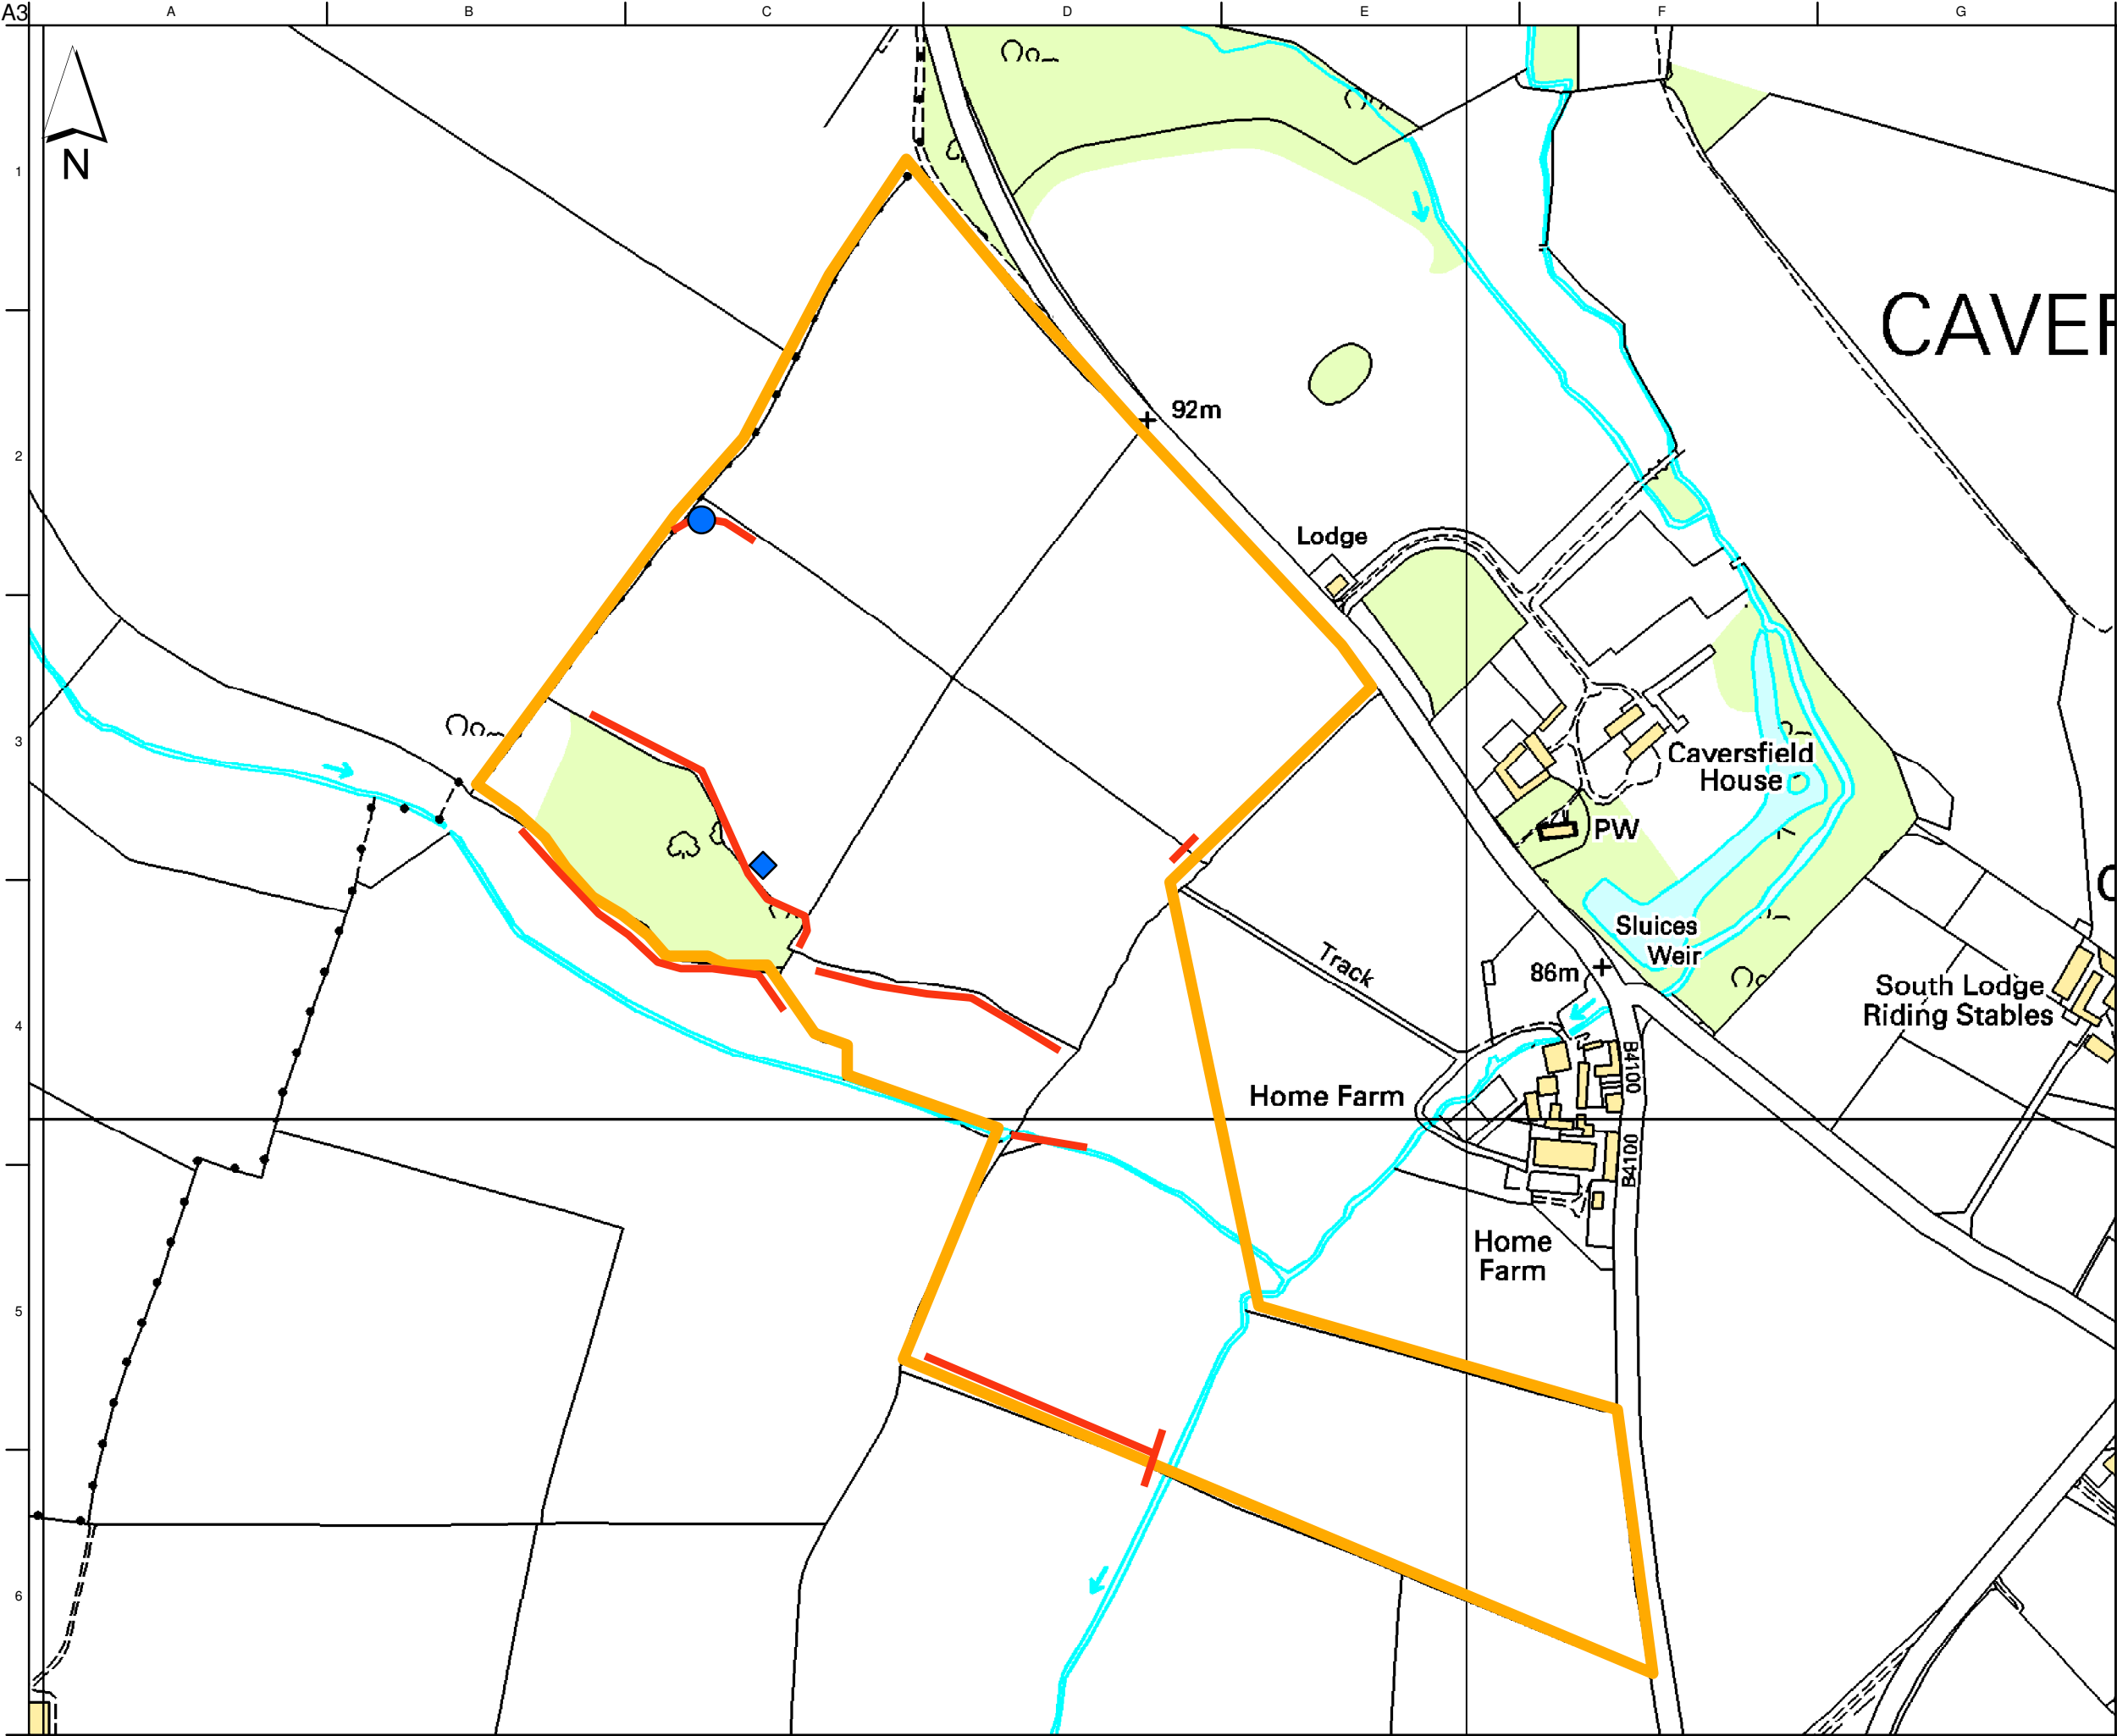 A3
A B C D E F G
N
1
CAVER
92m
2
Lodge
3
Caversfield
House
PW
Sluices
Weir
Track
86m
South Lodge
Riding Stables
4
B4100
Home Farm
B4100
Home
Farm
5
6